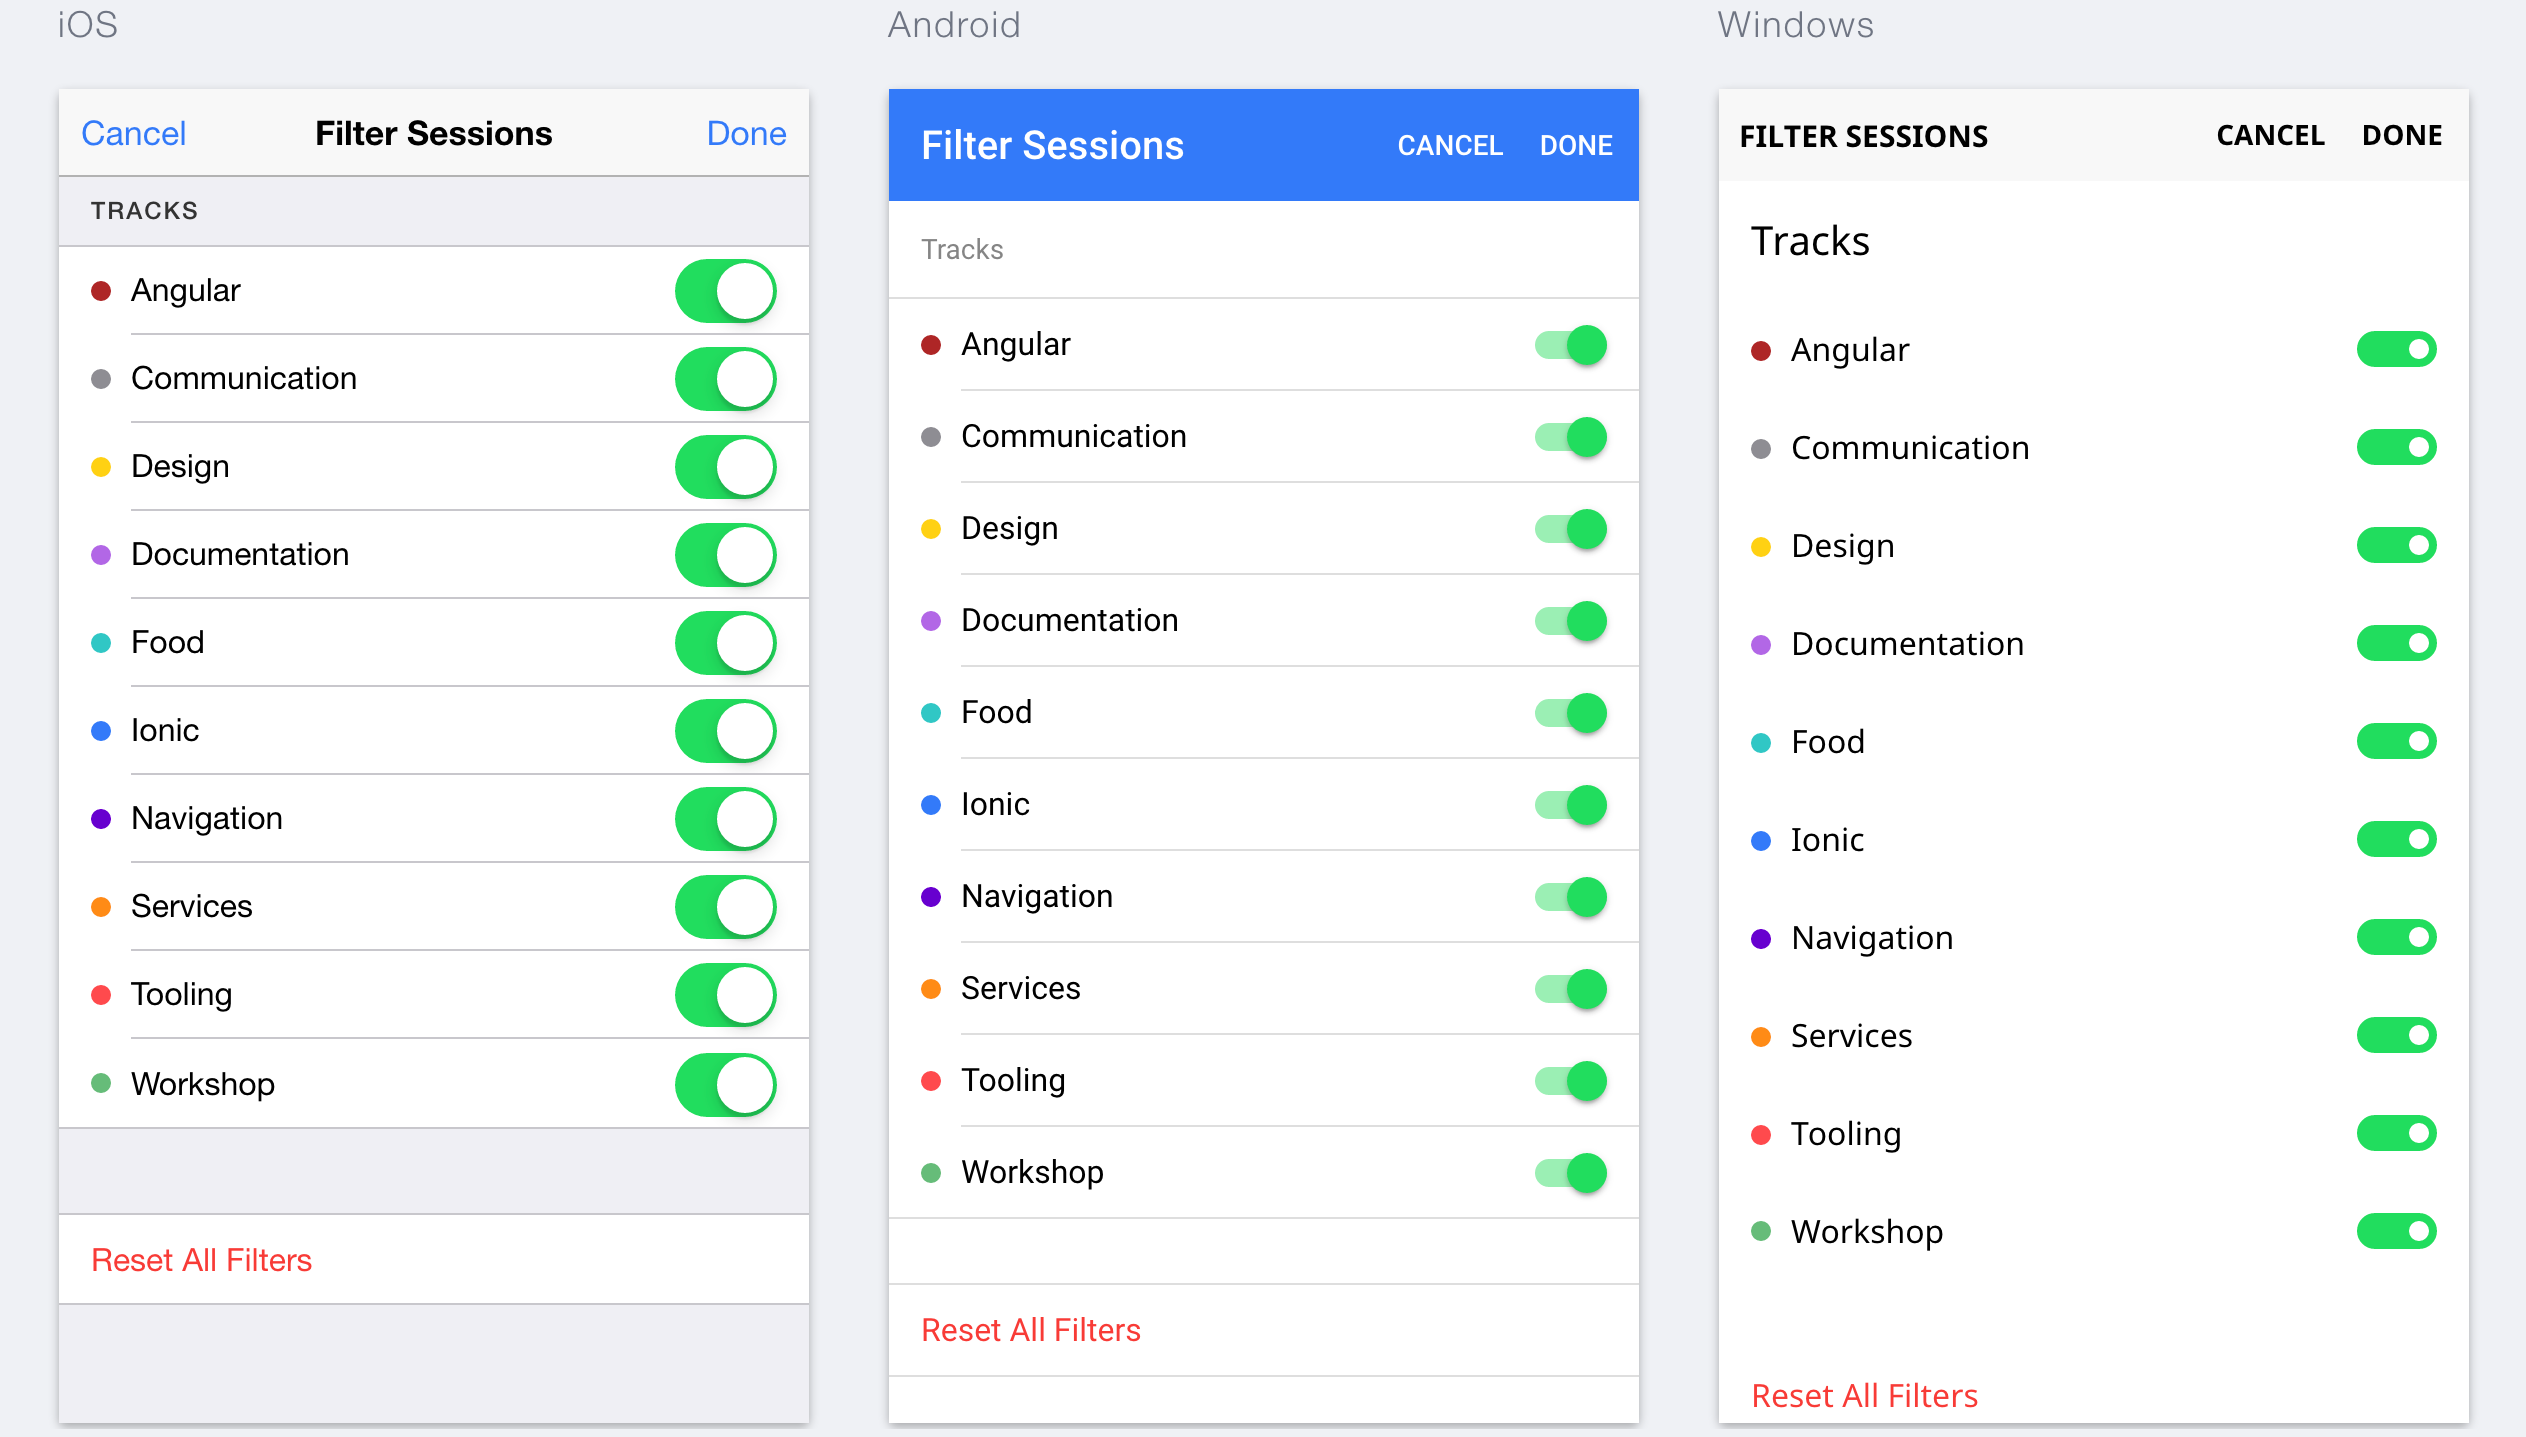 iOS
Cancel Filter Sessions Done
TRACKS
Angular
Communication
Design
Documentation
Food
Ionic
Navigation
Services
Tooling
Workshop
Reset All Filters
Android
Filter Sessions CANCEL DONE
Tracks
Angular
Communication
Design
Documentation
Food
Ionic
Navigation
Services
Tooling
Workshop
Reset All Filters
Windows
FILTER SESSIONS CANCEL DONE
Tracks
Angular
Communication
Design
Documentation
Food
Ionic
Navigation
Services
Tooling
Workshop
Reset All Filters